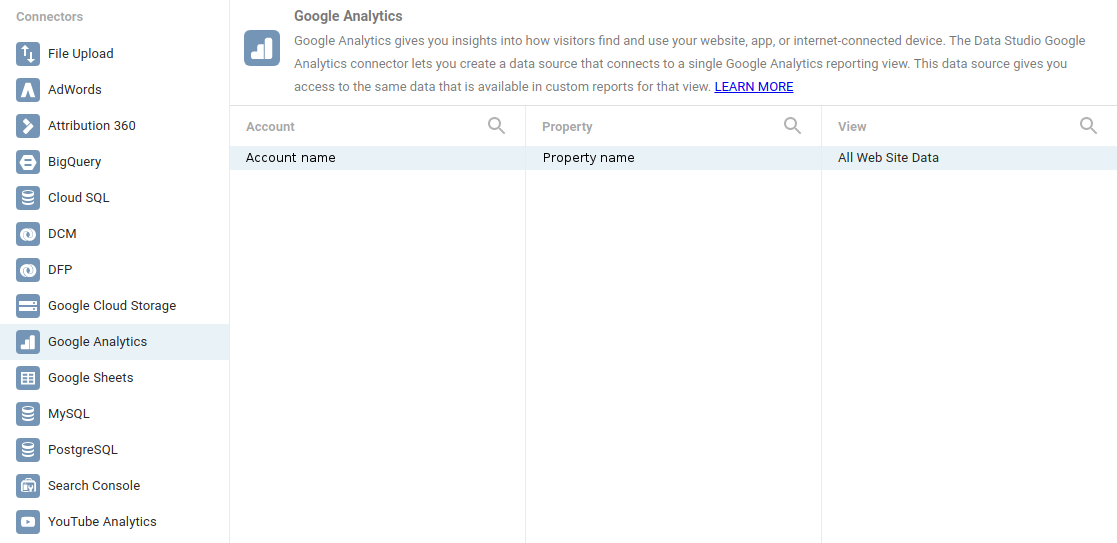 Connectors
File Upload
AdWords
Attribution 360
BigQuery
Cloud SQL
DCM
DFP
Google Cloud Storage
Google Analytics
Google Sheets
MySQL
PostgreSQL
Search Console
YouTube Analytics
Google Analytics
Google Analytics gives you insights into how visitors find and use your website, app, or internet-connected device. The Data Studio Google
Analytics connector lets you create a data source that connects to a single Google Analytics reporting view. This data source gives you
access to the same data that is available in custom reports for that view. LEARN MORE
Account
Account name
Property
Property name
View
All Web Site Data